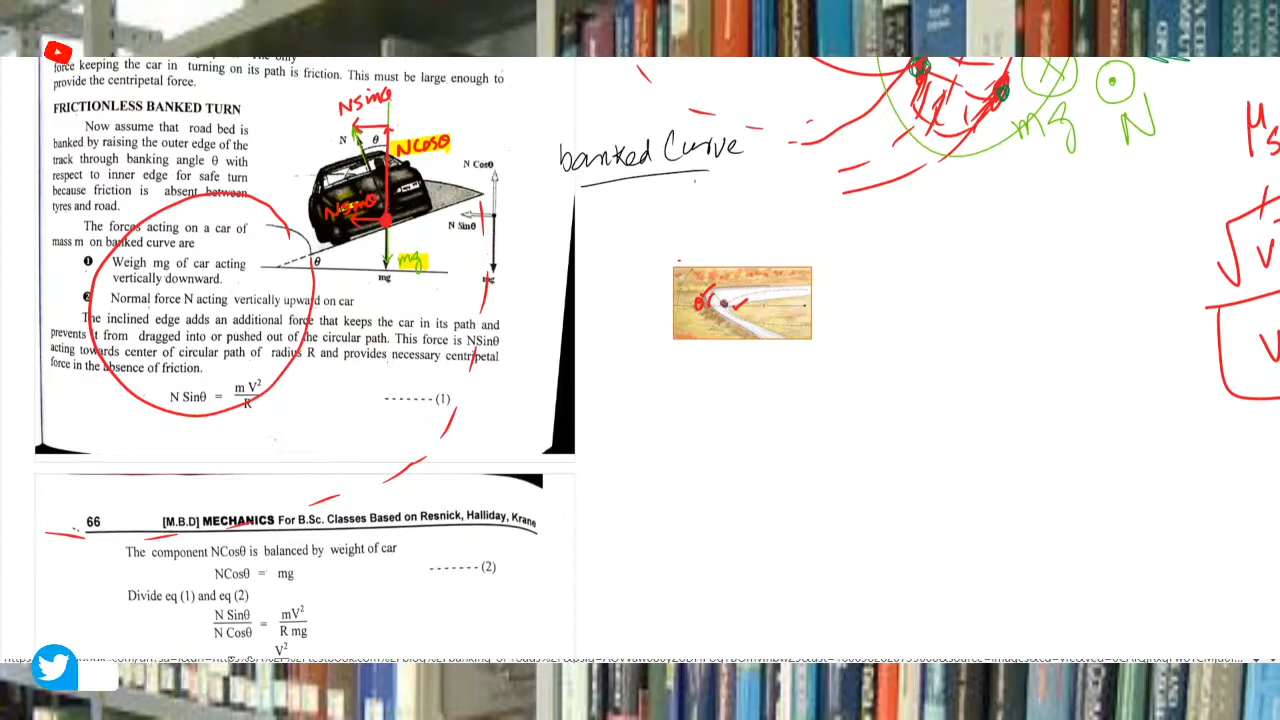 force keeping the car in turning on its path is friction. This must be large enough to
provide the centripetal force.
FRICTIONLESS BANKED TURN
Now assume that road bed is
banked by raising the outer edge of the
track through banking angle θ with
respect to inner edge for safe turn
because friction is absent between
tyres and road.
The forces acting on a car of
mass m on banked curve are
❶ Weigh mg of car acting
vertically downward.
❷ Normal force N acting vertically upward on car
The inclined edge adds an additional force that keeps the car in its path and
prevents it from dragged into or pushed out of the circular path. This force is NSinθ
acting towards center of circular path of radius R and provides necessary centripetal
force in the absence of friction.
N Sinθ = m V²
R
-------(1)
Nsinθ
N
θ
NCosθ
N Cosθ
Nsinθ
N Sinθ
mg
θ
mg
mg
66 [M.B.D] MECHANICS For B.Sc. Classes Based on Resnick, Halliday, Krane
The component NCosθ is balanced by weight of car
NCosθ = mg
-------(2)
Divide eq (1) and eq (2)
N Sinθ = mV²
N Cosθ R mg
V²
banked Curve
mg
N
θ
μs